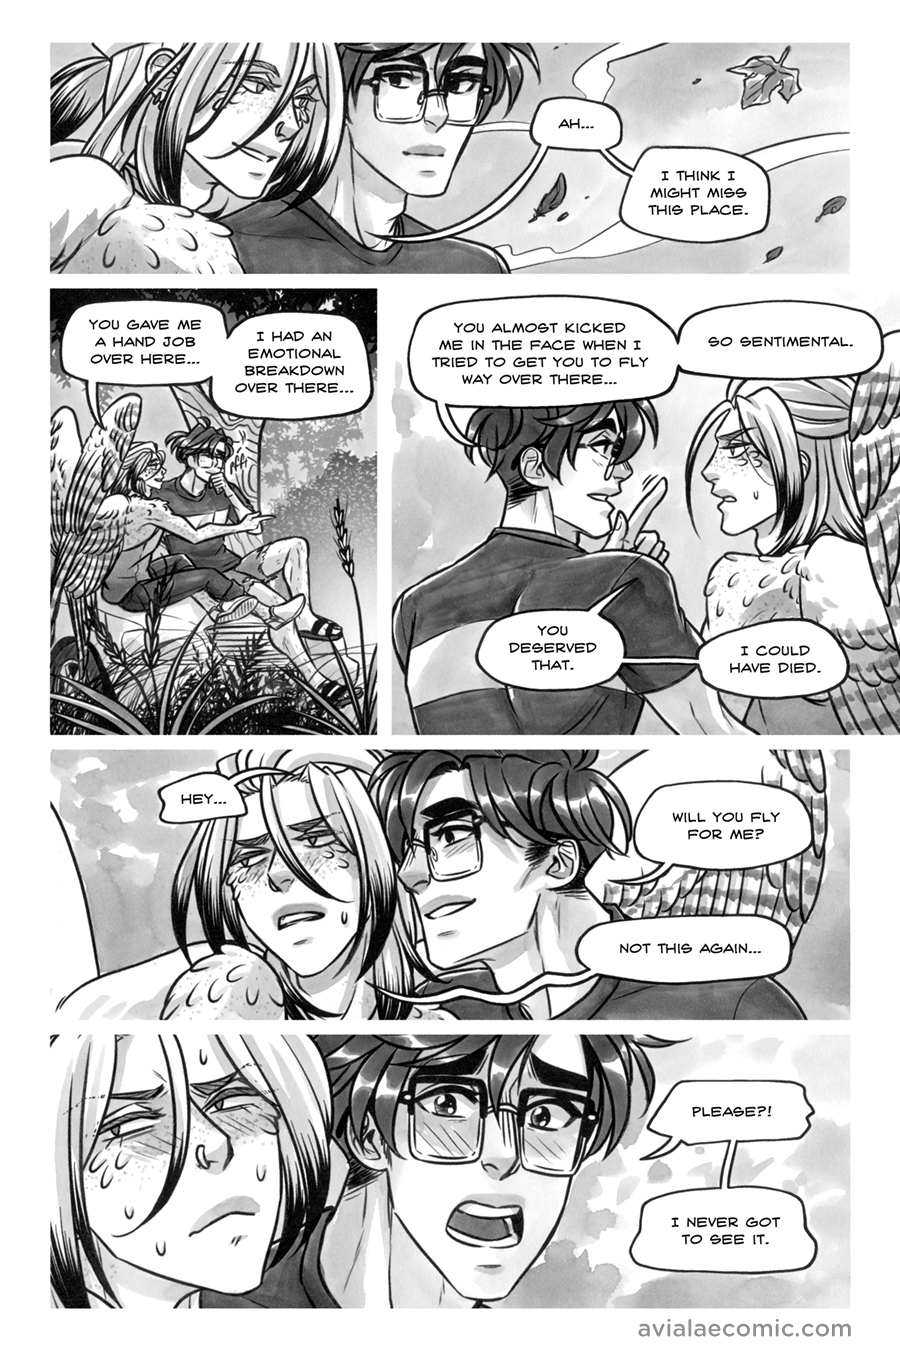 AH...
I THINK I
MIGHT MISS
THIS PLACE.
YOU GAVE ME
A HAND JOB
OVER HERE...
I HAD AN
EMOTIONAL
BREAKDOWN
OVER THERE...
PFFT
YOU ALMOST KICKED
ME IN THE FACE WHEN I
TRIED TO GET YOU TO FLY
WAY OVER THERE...
SO SENTIMENTAL.
YOU
DESERVED
THAT.
I COULD
HAVE DIED.
HEY...
WILL YOU FLY
FOR ME?
NOT THIS AGAIN...
PLEASE?!
I NEVER GOT
TO SEE IT.
avialaecomic.com